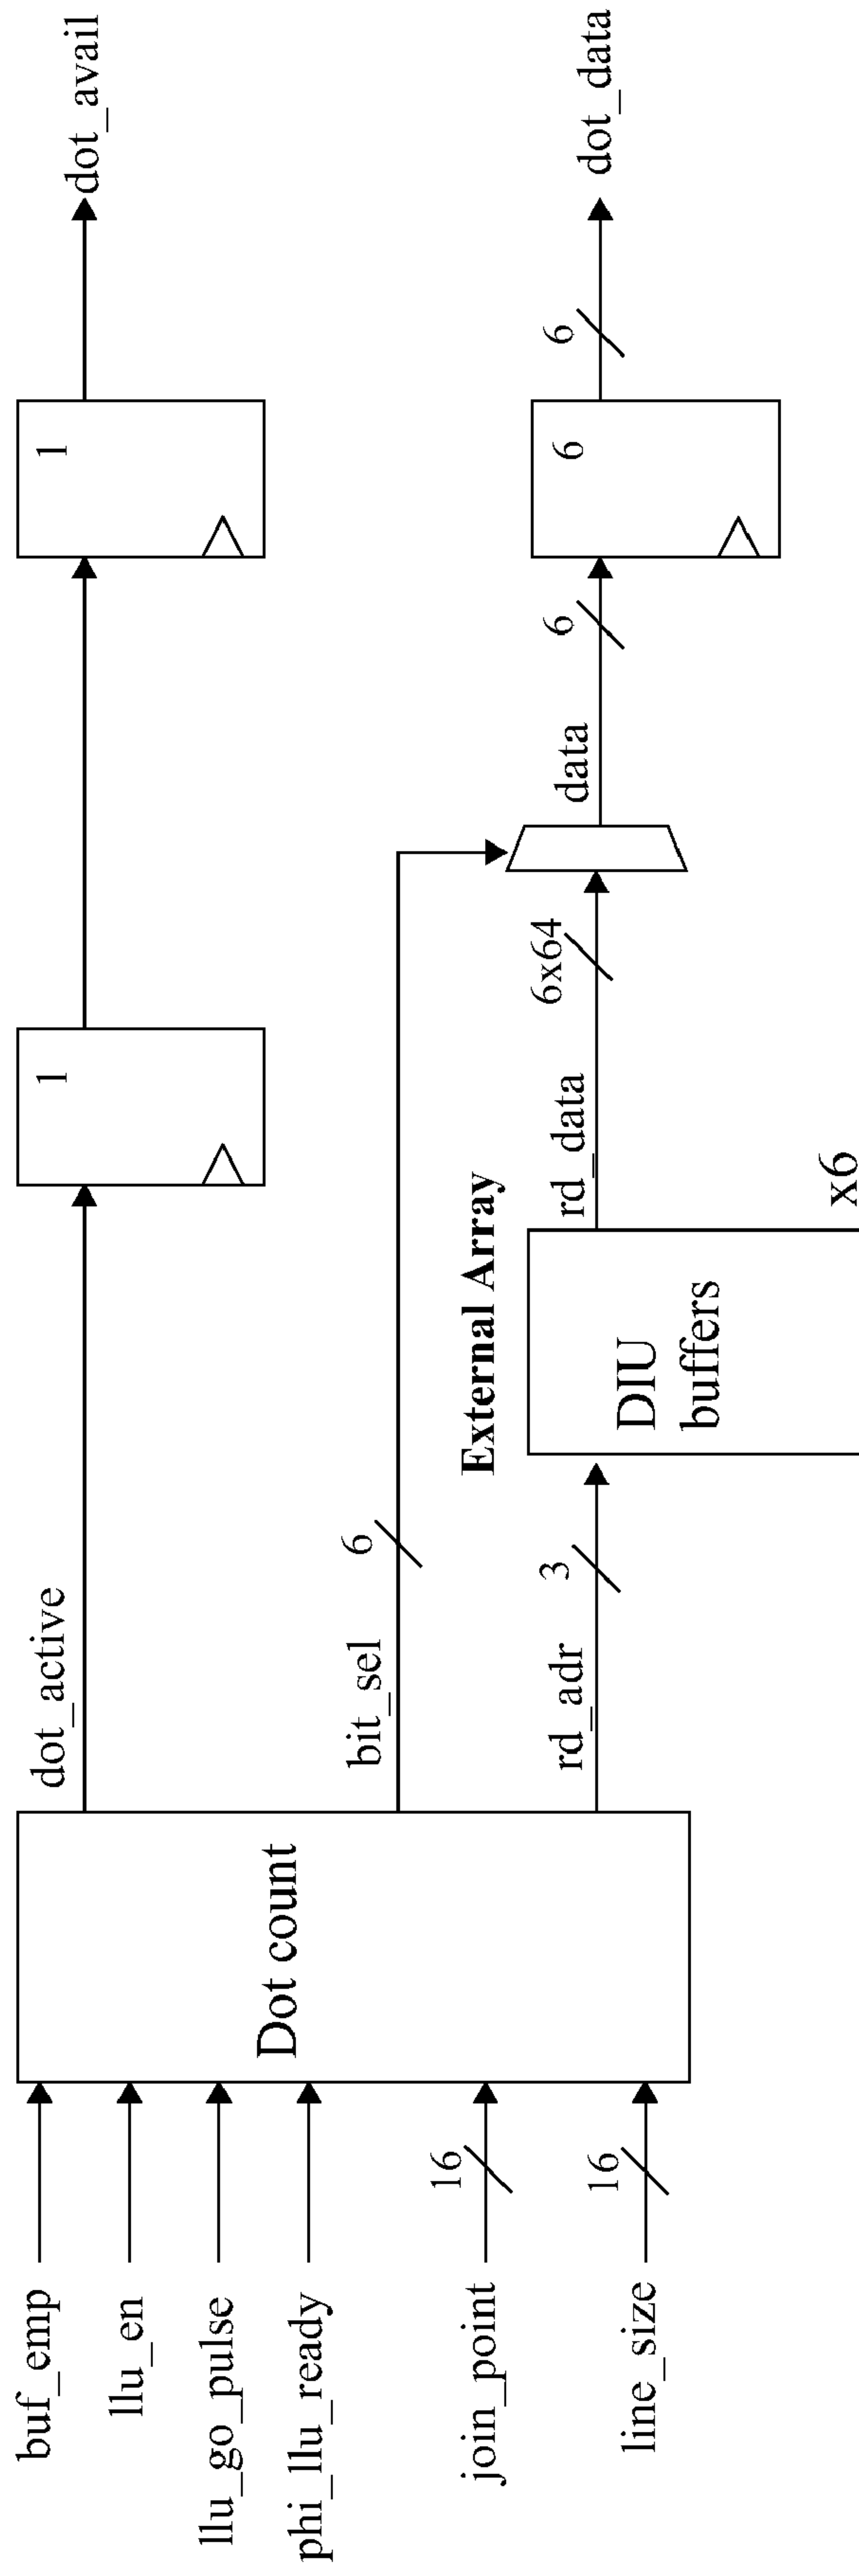 buf_emp
llu_en
llu_go_pulse
phi_llu_ready
join_point
16
line_size
16
Dot count
dot_active
bit_sel
6
rd_adr
3
External Array
DIU
buffers
x6
rd_data
6x64
data
6
1
1
6
6
dot_avail
dot_data